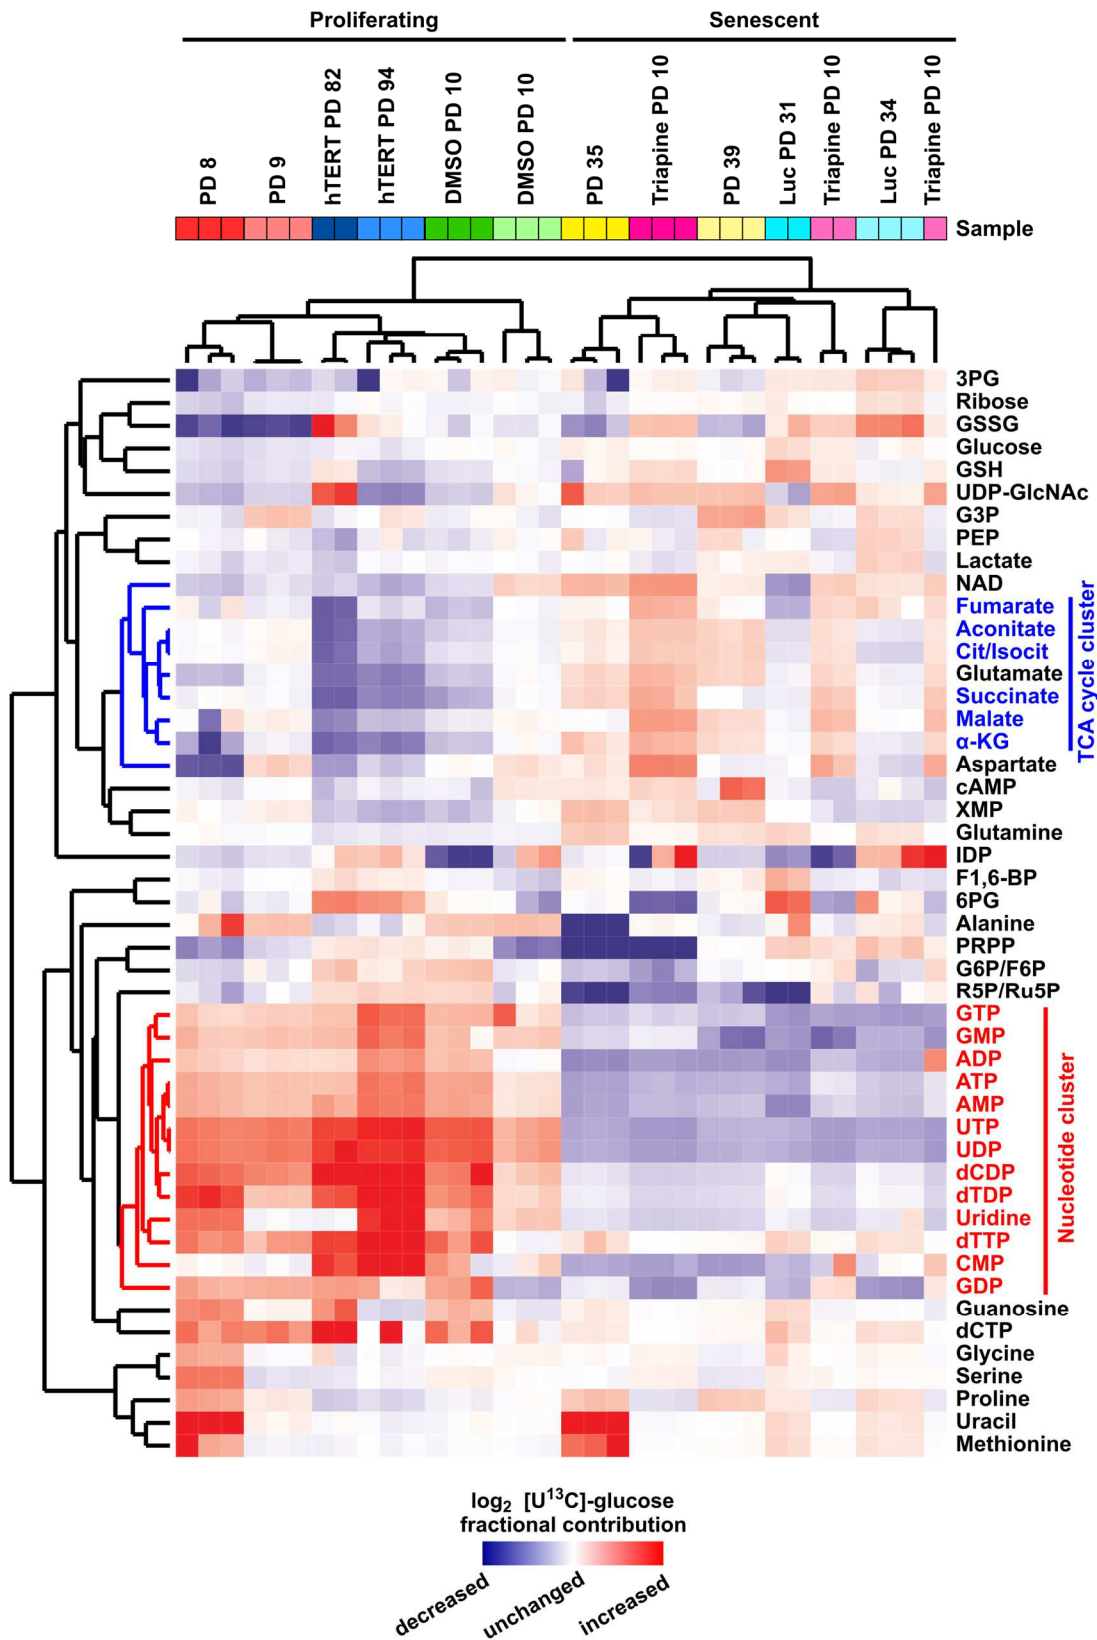 Proliferating
Senescent
PD 8
PD 9
hTERT PD 82
hTERT PD 94
DMSO PD 10
DMSO PD 10
PD 35
Triapine PD 10
PD 39
Luc PD 31
Triapine PD 10
Luc PD 34
Triapine PD 10
Sample
3PG
Ribose
GSSG
Glucose
GSH
UDP-GlcNAc
G3P
PEP
Lactate
NAD
Fumarate
Aconitate
Cit/Isocit
Glutamate
Succinate
Malate
α-KG
Aspartate
TCA cycle cluster
cAMP
XMP
Glutamine
IDP
F1,6-BP
6PG
Alanine
PRPP
G6P/F6P
R5P/Ru5P
GTP
GMP
ADP
ATP
AMP
UTP
UDP
dCDP
dTDP
Uridine
dTTP
CMP
GDP
Nucleotide cluster
Guanosine
dCTP
Glycine
Serine
Proline
Uracil
Methionine
log₂ [U¹³C]-glucose
fractional contribution
decreased
unchanged
increased